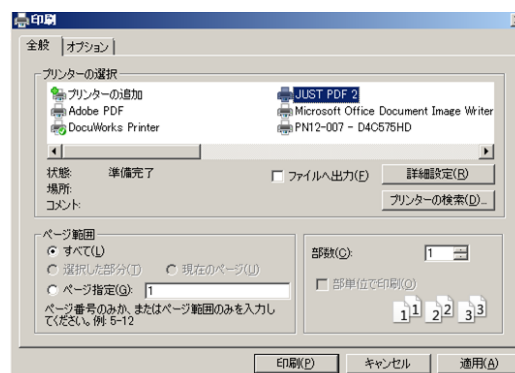 印刷
全般 オプション
プリンターの選択
プリンターの追加 JUST PDF 2
Adobe PDF Microsoft Office Document Image Writer
DocuWorks Printer PN12-007 - D4C575HD
状態: 準備完了 ファイルへ出力(F) 詳細設定(R)
場所: プリンターの検索(D)...
コメント:
ページ範囲
すべて(L) 部数(C): 1
選択した部分(T) 現在のページ(U) 部単位で印刷(O)
ページ指定(G): 1
ページ番号のみか、またはページ範囲のみを入力し
てください。例: 5-12
1 1 2 2 3 3
印刷(P) キャンセル 適用(A)